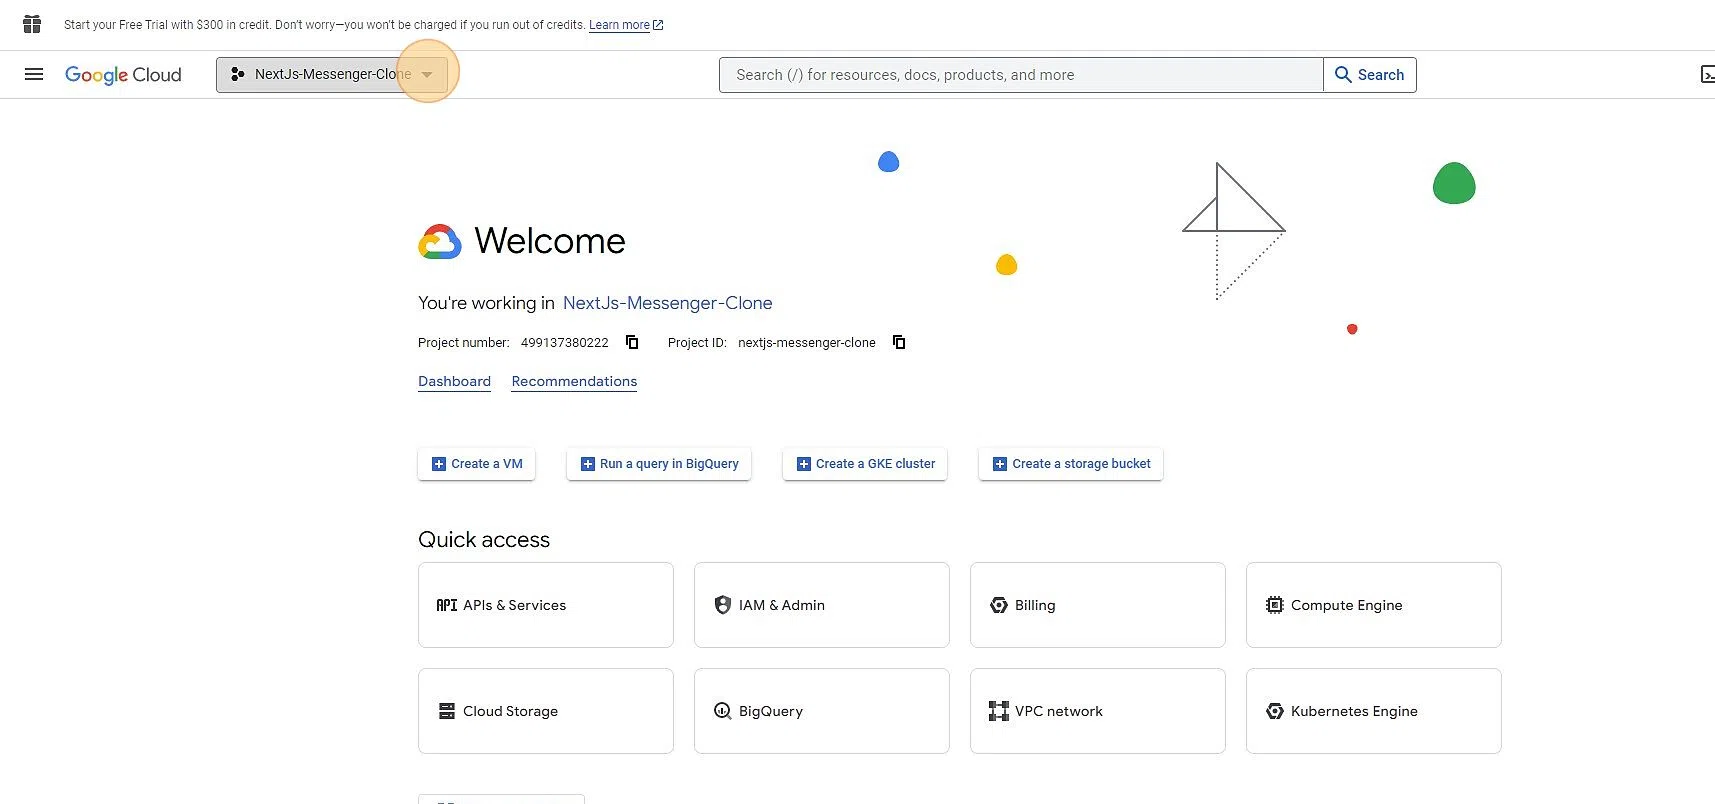 Start your Free Trial with $300 in credit. Don't worry—you won't be charged if you run out of credits. Learn more
Google Cloud
NextJs-Messenger-Clone
Search (/) for resources, docs, products, and more
Search
Welcome
You're working in NextJs-Messenger-Clone
Project number: 499137380222 Project ID: nextjs-messenger-clone
Dashboard Recommendations
Create a VM Run a query in BigQuery Create a GKE cluster Create a storage bucket
Quick access
API APIs & Services IAM & Admin Billing Compute Engine
Cloud Storage BigQuery VPC network Kubernetes Engine